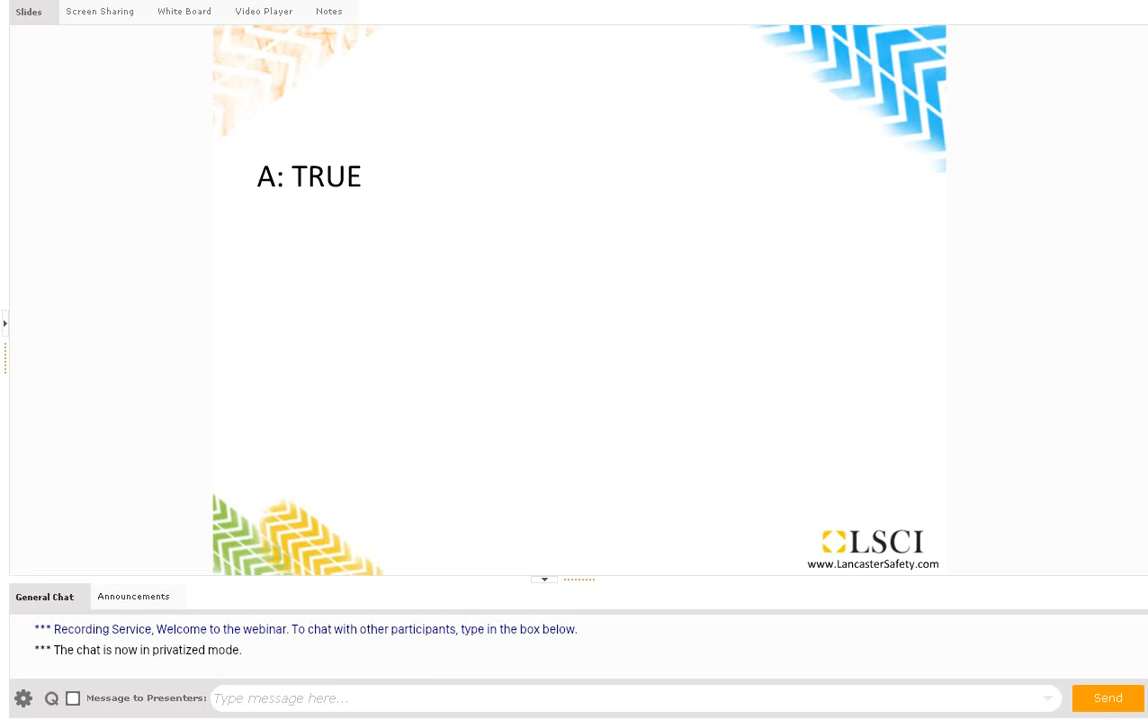 Slides Screen Sharing White Board Video Player Notes
A: TRUE
LSCI
www.LancasterSafety.com
General Chat Announcements
*** Recording Service, Welcome to the webinar. To chat with other participants, type in the box below.
*** The chat is now in privatized mode.
Message to Presenters: Type message here... Send